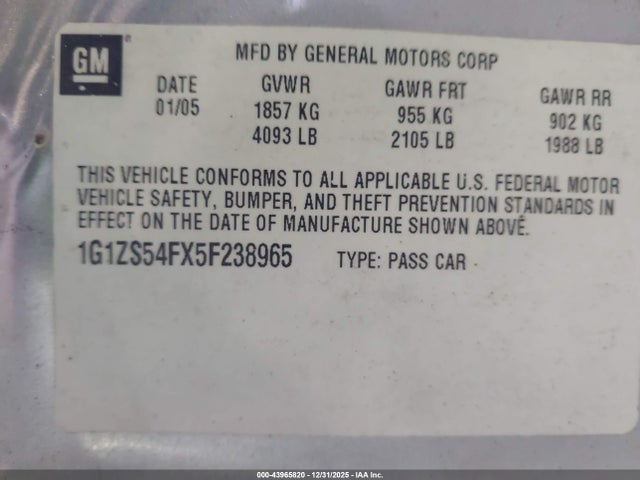 GM
MFD BY GENERAL MOTORS CORP
DATE GVWR GAWR FRT GAWR RR
01/05 1857 KG 955 KG 902 KG
4093 LB 2105 LB 1988 LB
THIS VEHICLE CONFORMS TO ALL APPLICABLE U.S. FEDERAL MOTOR
VEHICLE SAFETY, BUMPER, AND THEFT PREVENTION STANDARDS IN
EFFECT ON THE DATE OF MANUFACTURE SHOWN ABOVE.
1G1ZS54FX5F238965 TYPE: PASS CAR
000-43965820 - 12/31/2025 - IAA Inc.